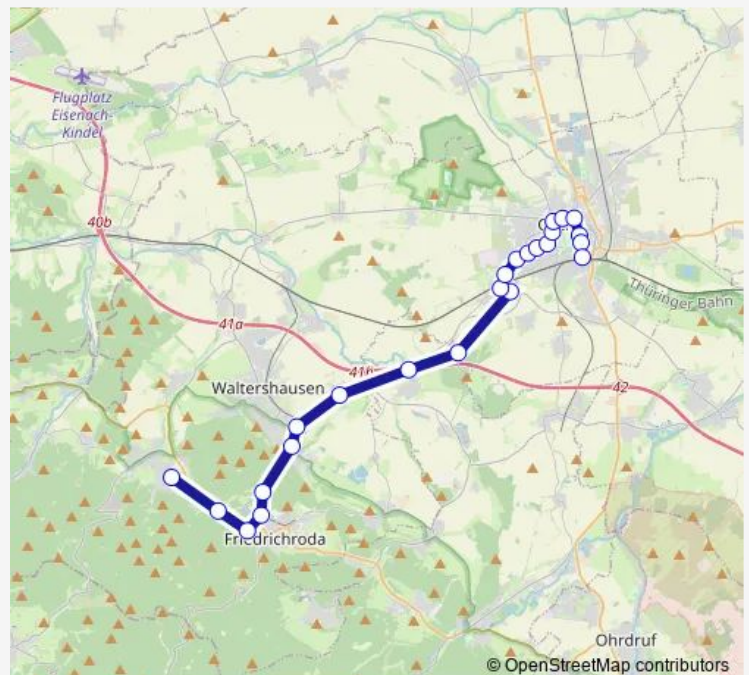 Flugplatz
Eisenach-
Kindel
40b
41a
Thüringer Bahn
41b
Waltershausen
42
Friedrichroda
Ohrdruf
© OpenStreetMap contributors